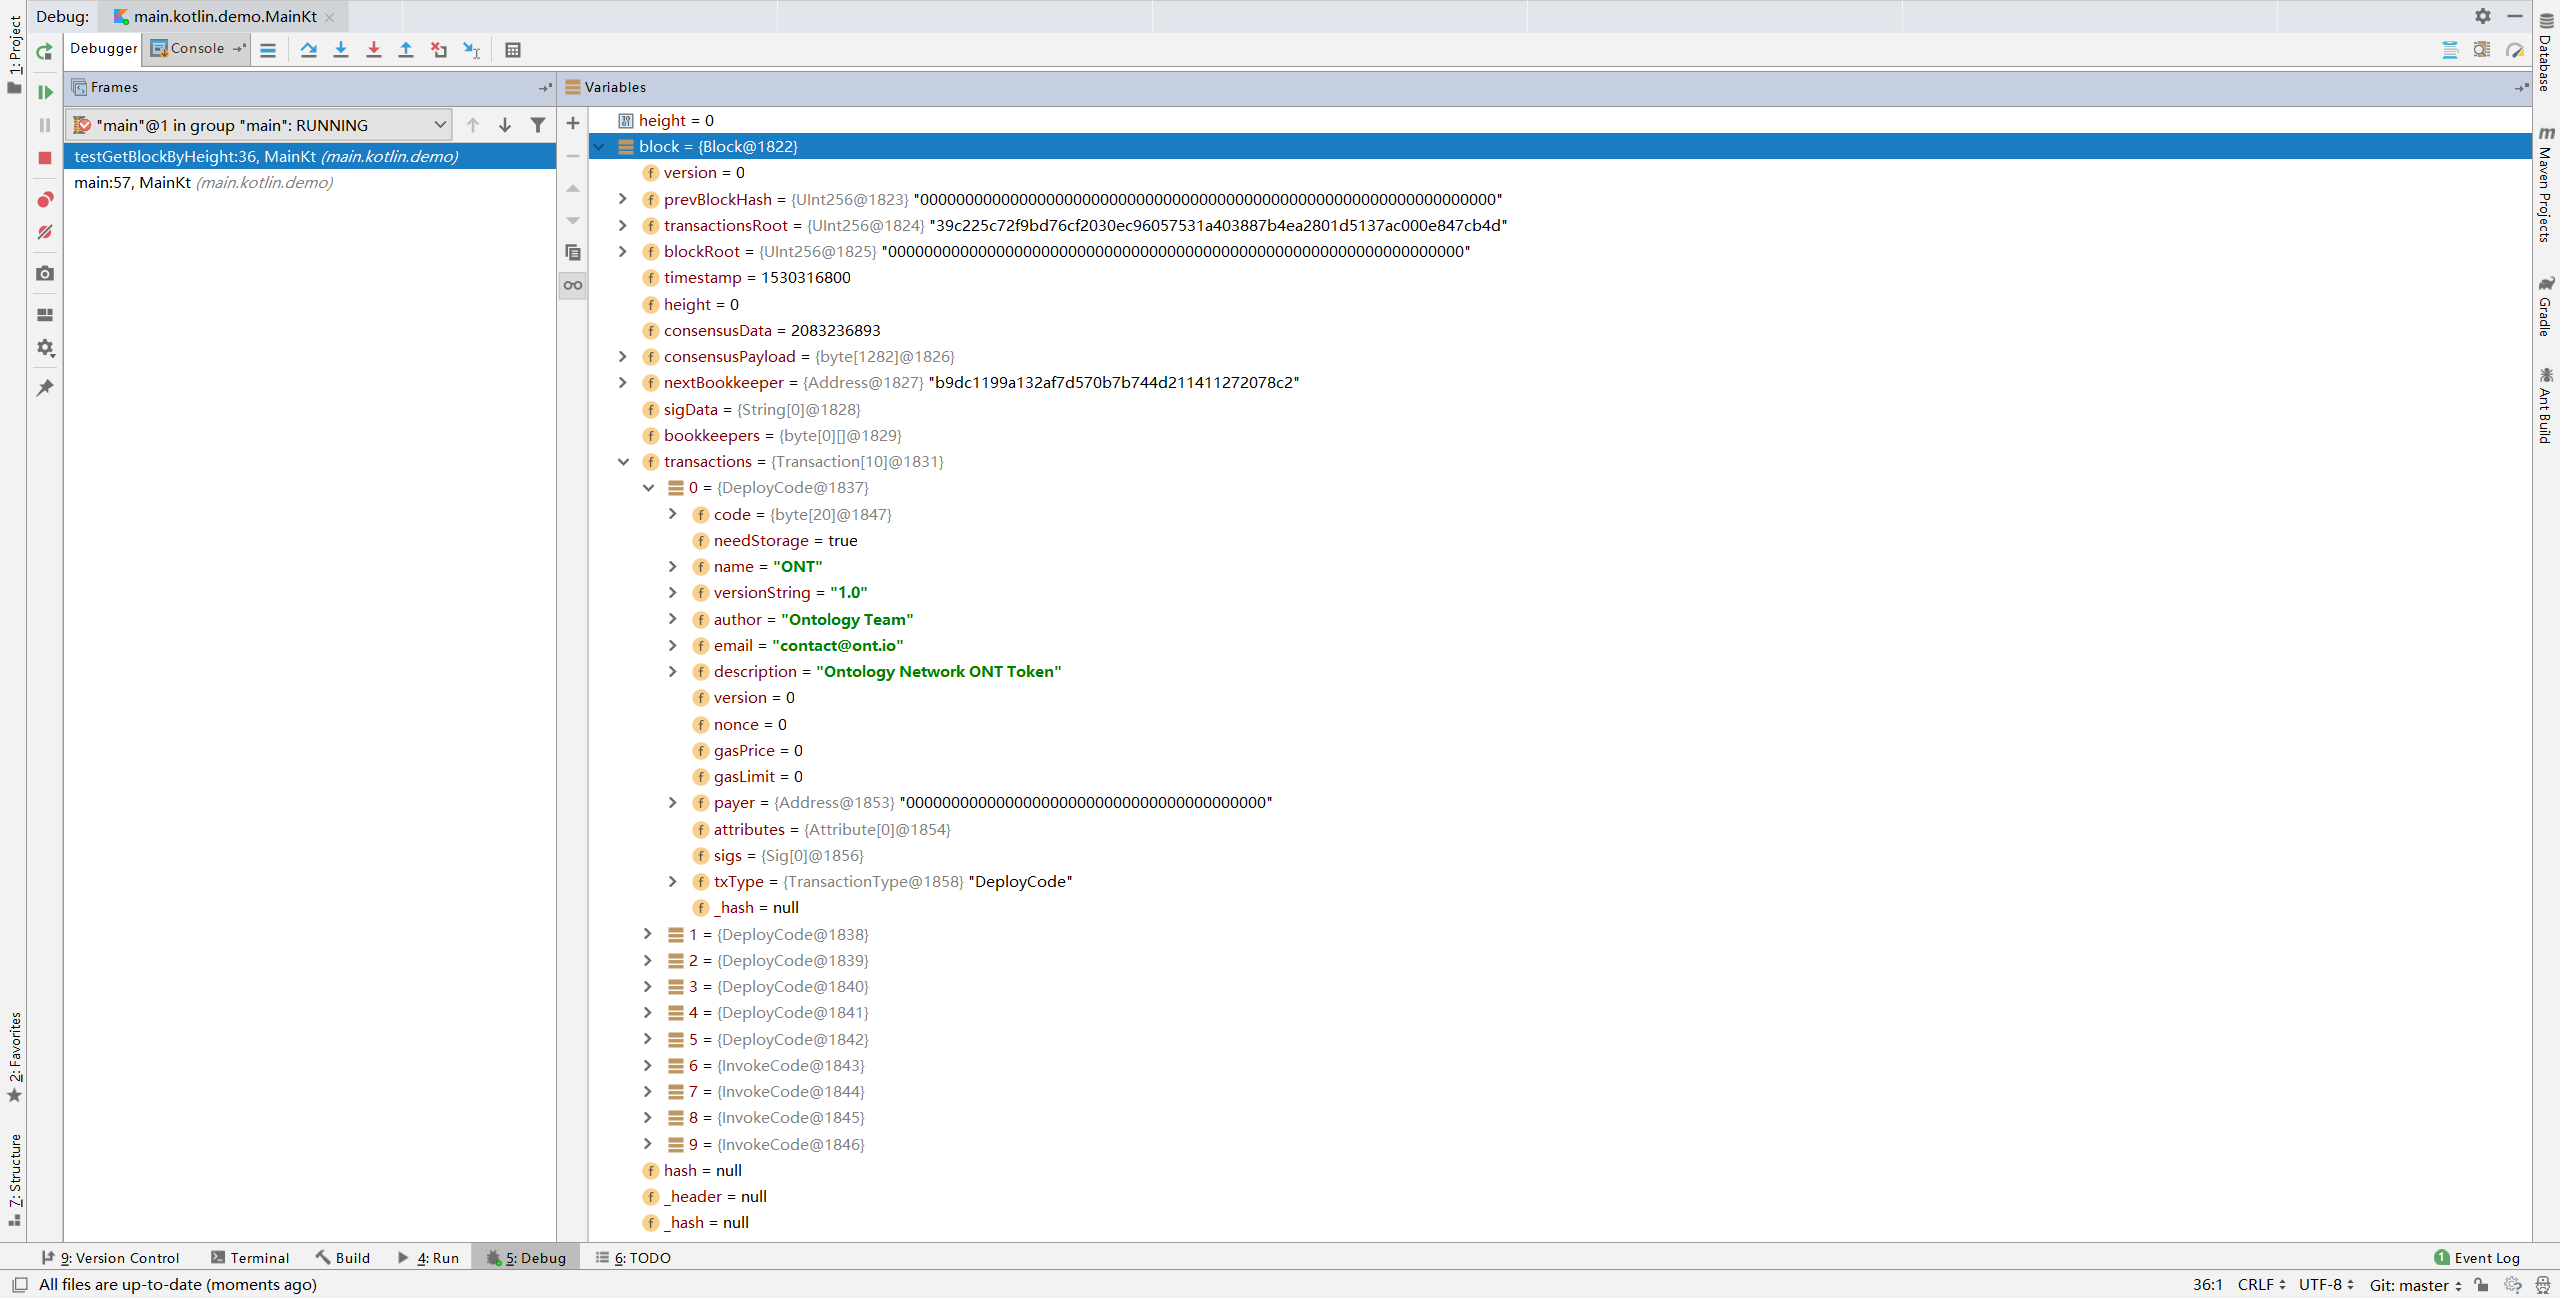 Debug: main.kotlin.demo.MainKt
Debugger Console
Frames
Variables
"main"@1 in group "main": RUNNING
testGetBlockByHeight:36, MainKt (main.kotlin.demo)
main:57, MainKt (main.kotlin.demo)
height = 0
block = {Block@1822}
version = 0
prevBlockHash = {UInt256@1823} "0000000000000000000000000000000000000000000000000000000000000000"
transactionsRoot = {UInt256@1824} "39c225c72f9bd76cf2030ec96057531a403887b4ea2801d5137ac000e847cb4d"
blockRoot = {UInt256@1825} "0000000000000000000000000000000000000000000000000000000000000000"
timestamp = 1530316800
height = 0
consensusData = 2083236893
consensusPayload = {byte[1282]@1826}
nextBookkeeper = {Address@1827} "b9dc1199a132af7d570b7b744d211411272078c2"
sigData = {String[0]@1828}
bookkeepers = {byte[0][]@1829}
transactions = {Transaction[10]@1831}
0 = {DeployCode@1837}
code = {byte[20]@1847}
needStorage = true
name = "ONT"
versionString = "1.0"
author = "Ontology Team"
email = "contact@ont.io"
description = "Ontology Network ONT Token"
version = 0
nonce = 0
gasPrice = 0
gasLimit = 0
payer = {Address@1853} "0000000000000000000000000000000000000000"
attributes = {Attribute[0]@1854}
sigs = {Sig[0]@1856}
txType = {TransactionType@1858} "DeployCode"
_hash = null
1 = {DeployCode@1838}
2 = {DeployCode@1839}
3 = {DeployCode@1840}
4 = {DeployCode@1841}
5 = {DeployCode@1842}
6 = {InvokeCode@1843}
7 = {InvokeCode@1844}
8 = {InvokeCode@1845}
9 = {InvokeCode@1846}
hash = null
_header = null
_hash = null
1: Project
2: Favorites
7: Structure
Database
Maven Projects
Gradle
Ant Build
9: Version Control Terminal Build 4: Run 5: Debug 6: TODO
1 Event Log
All files are up-to-date (moments ago)
36:1 CRLF UTF-8 Git: master